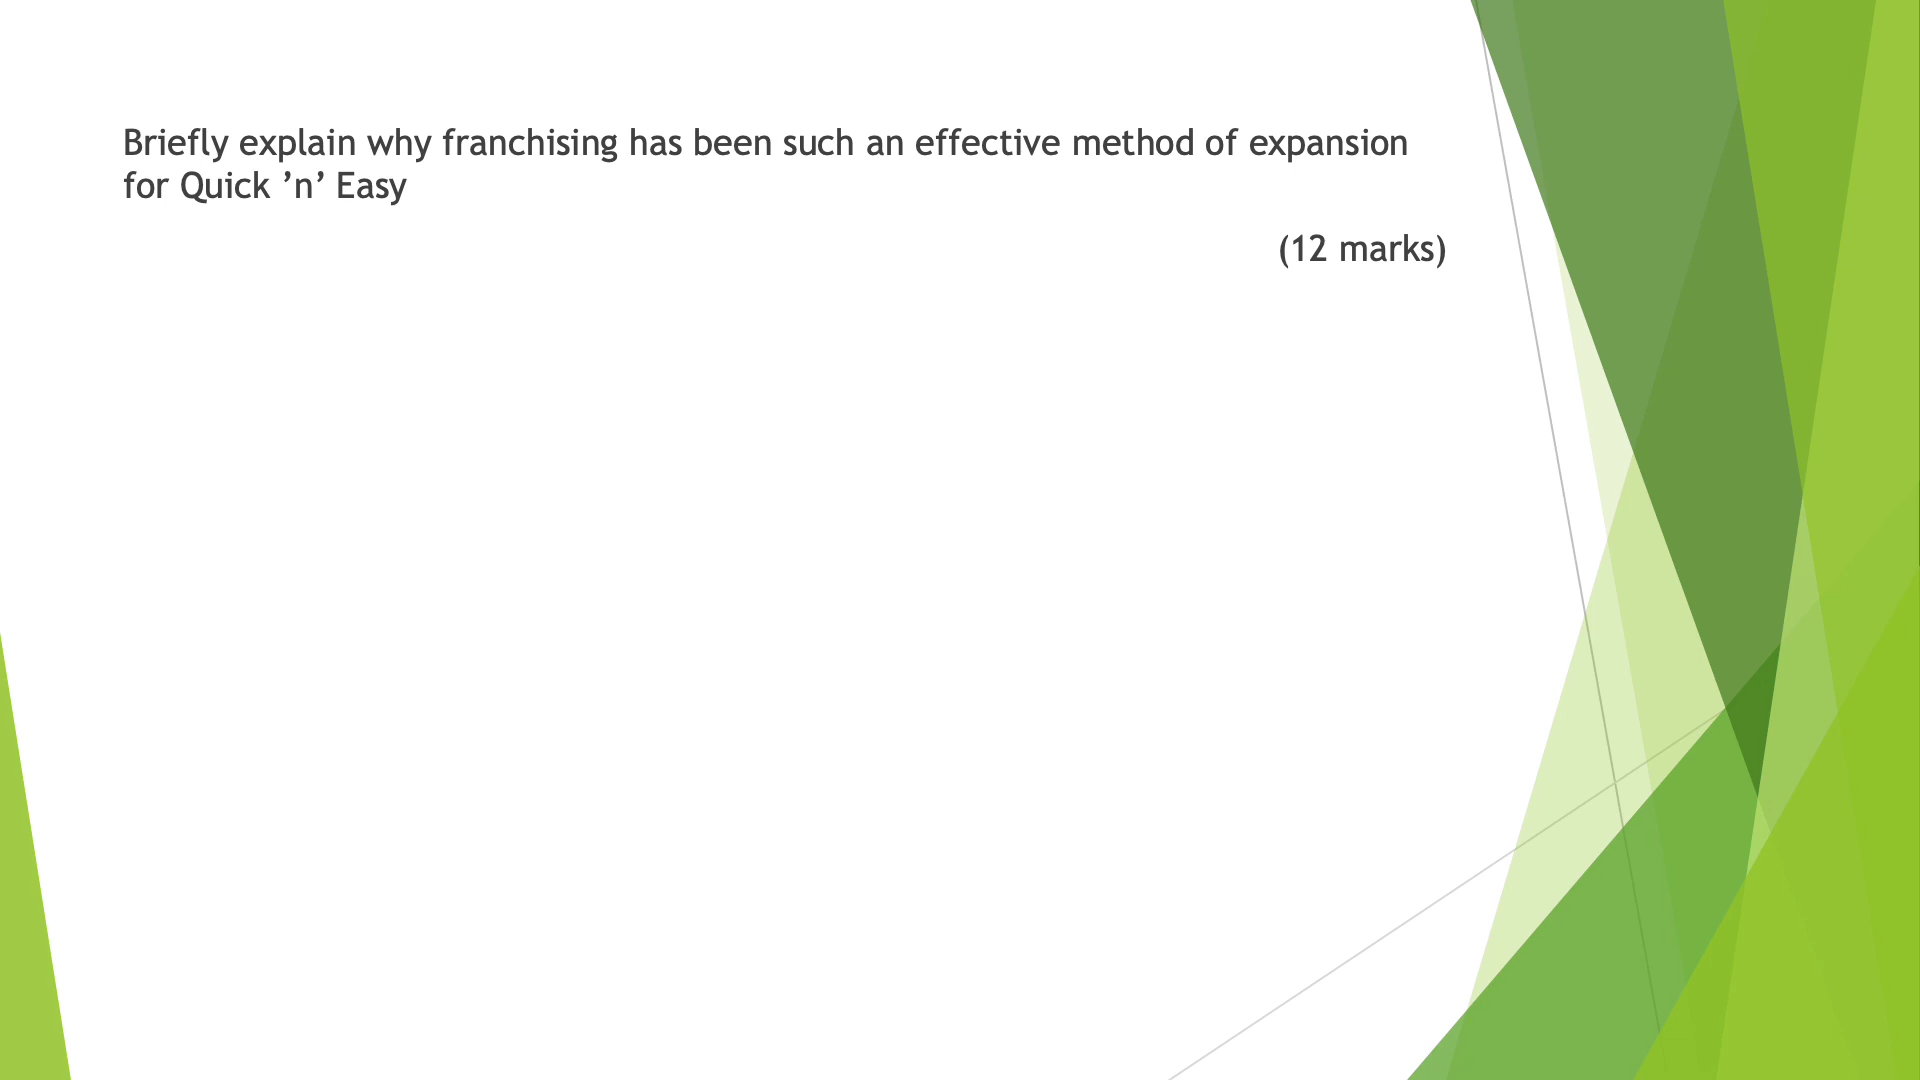 Briefly explain why franchising has been such an effective method of expansion
for Quick ’n’ Easy
(12 marks)